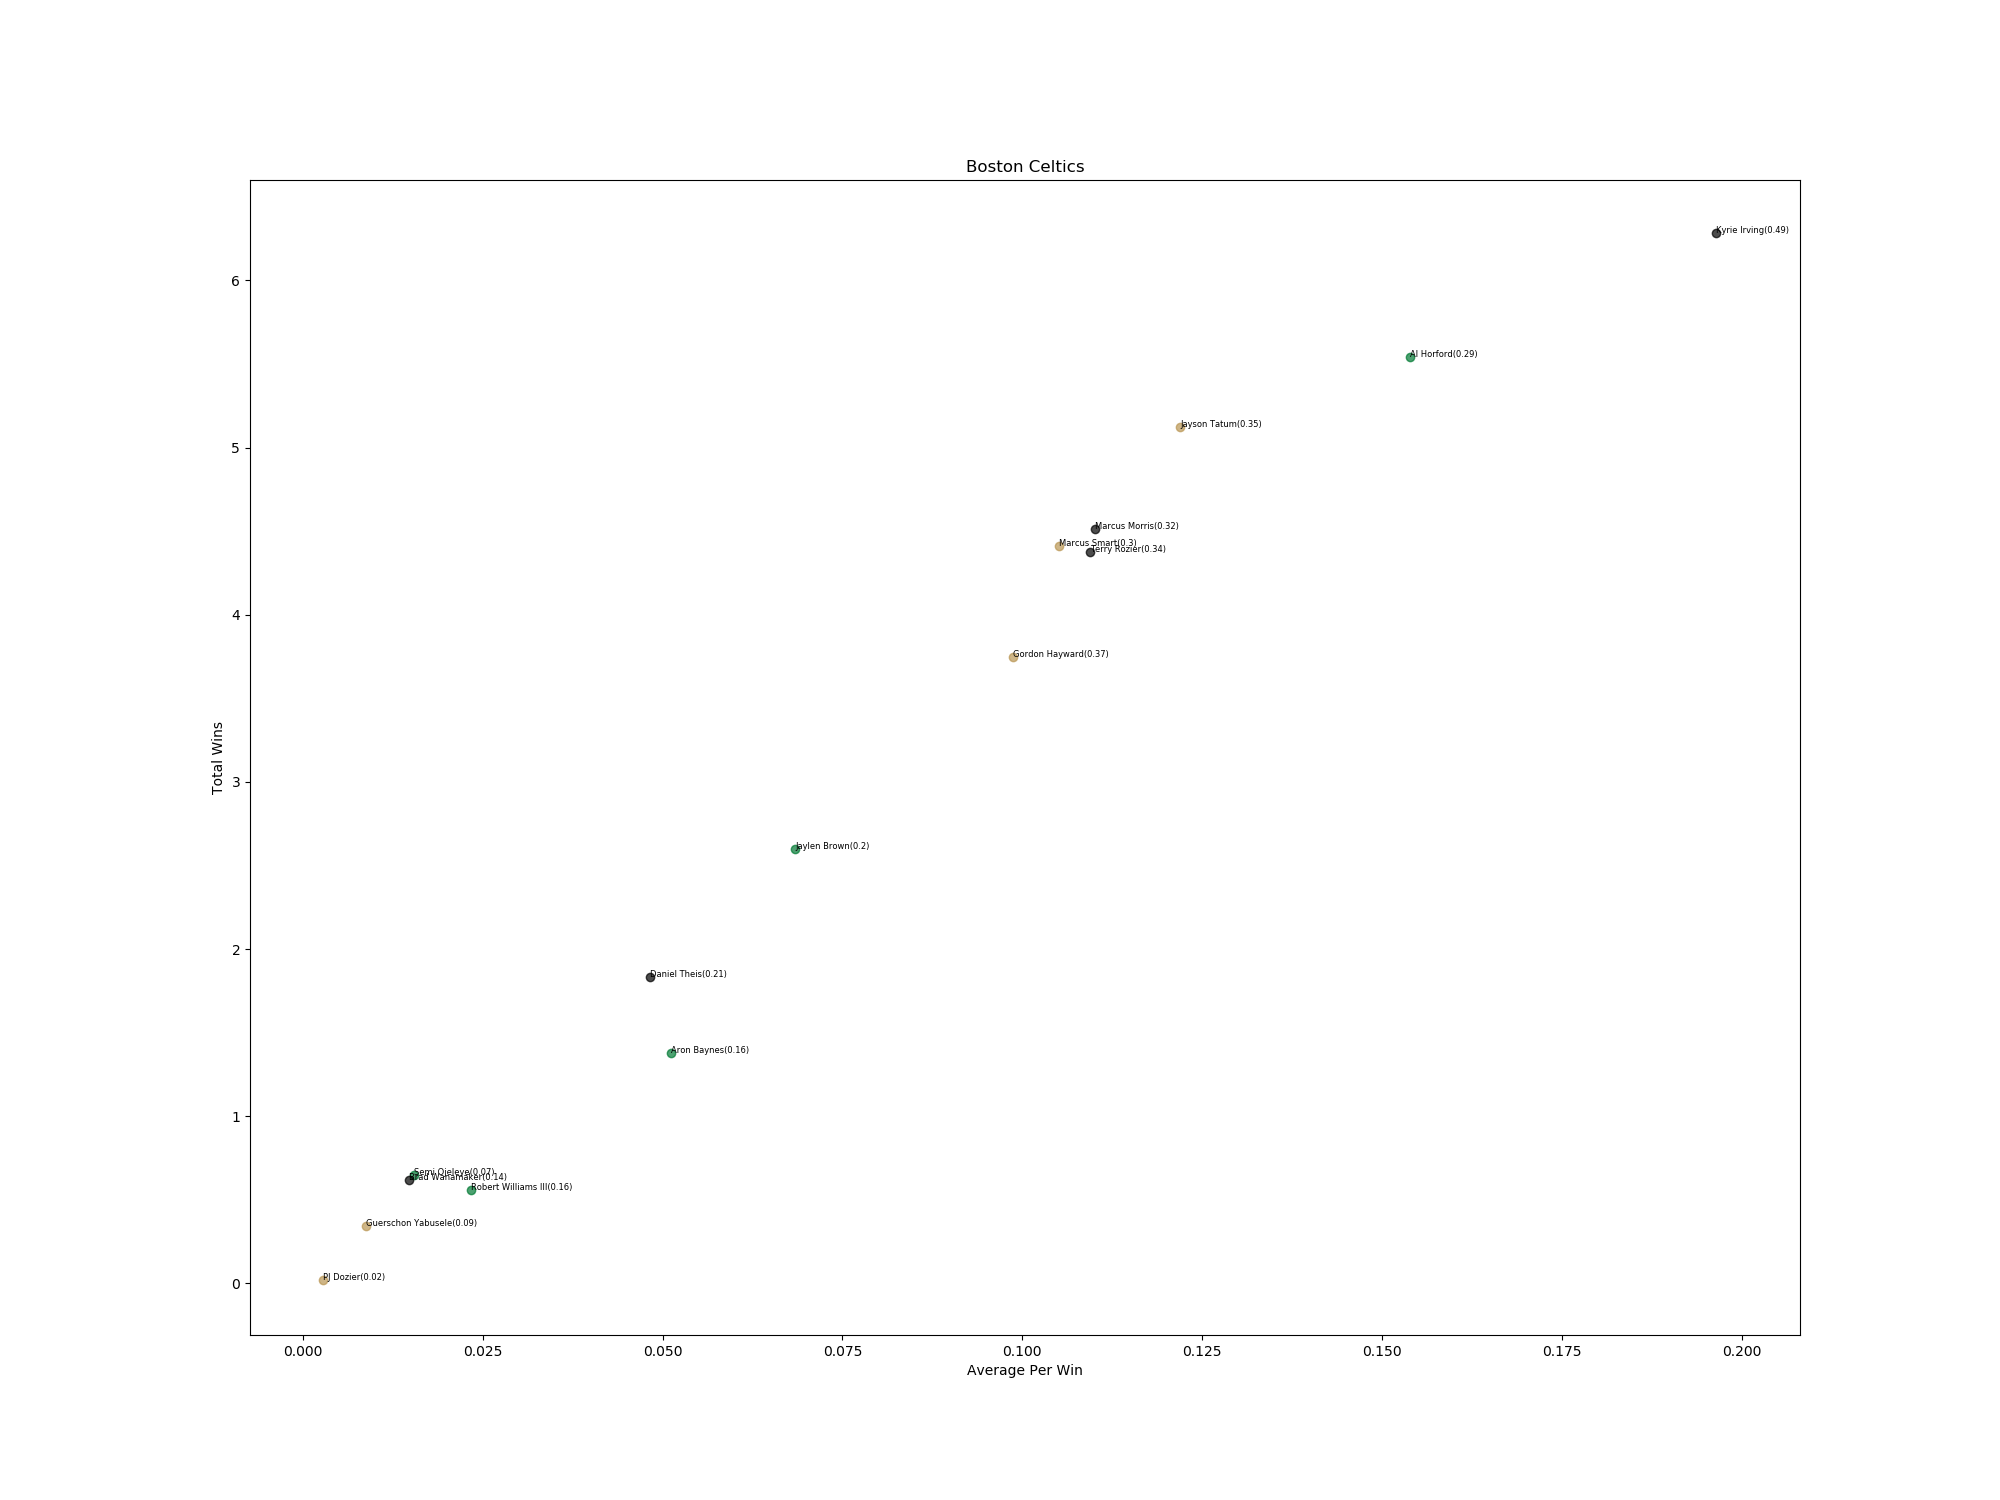 Boston Celtics
Kyrie Irving(0.49)
6
Al Horford(0.29)
Jayson Tatum(0.35)
5
Marcus Morris(0.32)
Marcus Smart(0.3)
Terry Rozier(0.34)
4
Gordon Hayward(0.37)
Total Wins
3
Jaylen Brown(0.2)
2
Daniel Theis(0.21)
Aron Baynes(0.16)
1
Semi Ojeleye(0.07)
Brad Wanamaker(0.14)
Robert Williams III(0.16)
Guerschon Yabusele(0.09)
PJ Dozier(0.02)
0
0.000 0.025 0.050 0.075 0.100 0.125 0.150 0.175 0.200
Average Per Win